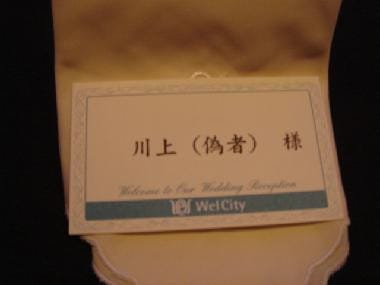 川上（偽者） 様
Welcome to Our Wedding Reception
WelCity